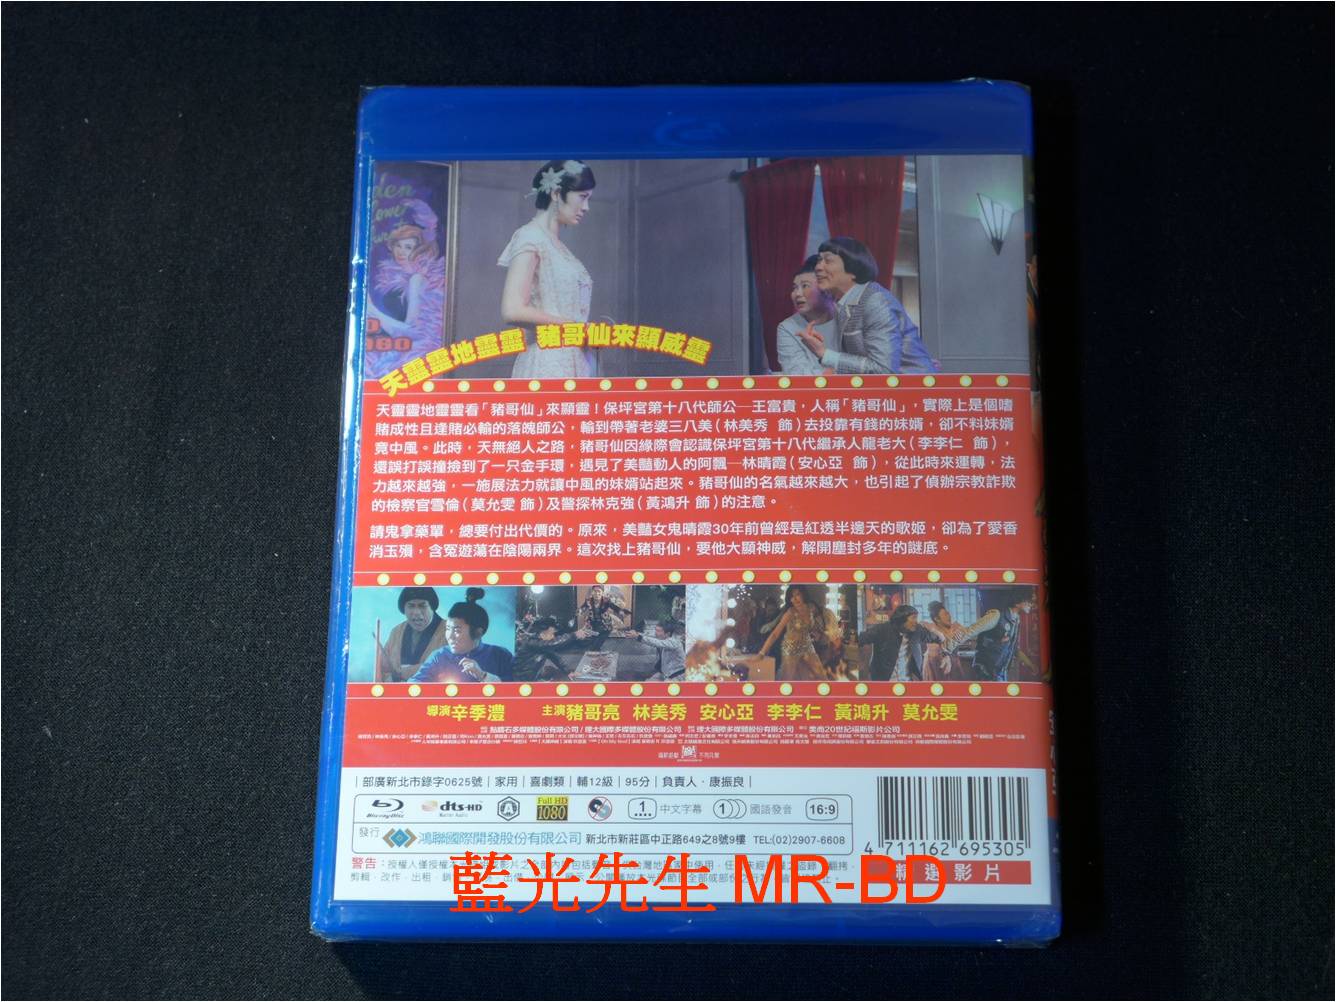 天靈靈地靈靈 豬哥仙來顯威靈
天靈靈地靈靈看「豬哥仙」來顯靈！保坪宮第十八代師公─王富貴，人稱「豬哥仙」，實際上是個嗜
賭成性且逢賭必輸的落魄師公，輸到帶著老婆三八美(林美秀 飾)去投靠有錢的妹婿，卻不料妹婿
竟中風。此時，天無絕人之路，豬哥仙因緣際會認識保坪宮第十八代繼承人龍老大(李李仁 飾)，
還誤打誤撞撿到了一只金手環，遇見了美豔動人的阿飄─林晴霞(安心亞 飾)，從此時來運轉，法
力越來越強，一施展法力就讓中風的妹婿站起來。豬哥仙的名氣越來越大，也引起了偵辦宗教詐欺
的檢察官雪倫(莫允雯 飾)及警探林克強(黃鴻升 飾)的注意。
請鬼拿藥單，總要付出代價的。原來，美豔女鬼晴霞30年前曾經是紅透半邊天的歌姬，卻為了愛香
消玉殞，含冤遊蕩在陰陽兩界。這次找上豬哥仙，要他大顯神威，解開塵封多年的謎底。
導演 辛季澧 主演 豬哥亮 林美秀 安心亞 李李仁 黃鴻升 莫允雯
|部廣新北市錄字0625號|家用|喜劇類|輔12級|95分|負責人．康振良|
Blu-ray Disc dts-HD Master Audio A Full HD 1080 1 中文字幕 1 國語發音 16:9
發行 鴻聯國際開發股份有限公司 新北市新莊區中正路649之8號9樓 TEL:(02)2907-6608
4 711162 695305
精選影片
警告：
藍光先生 MR-BD